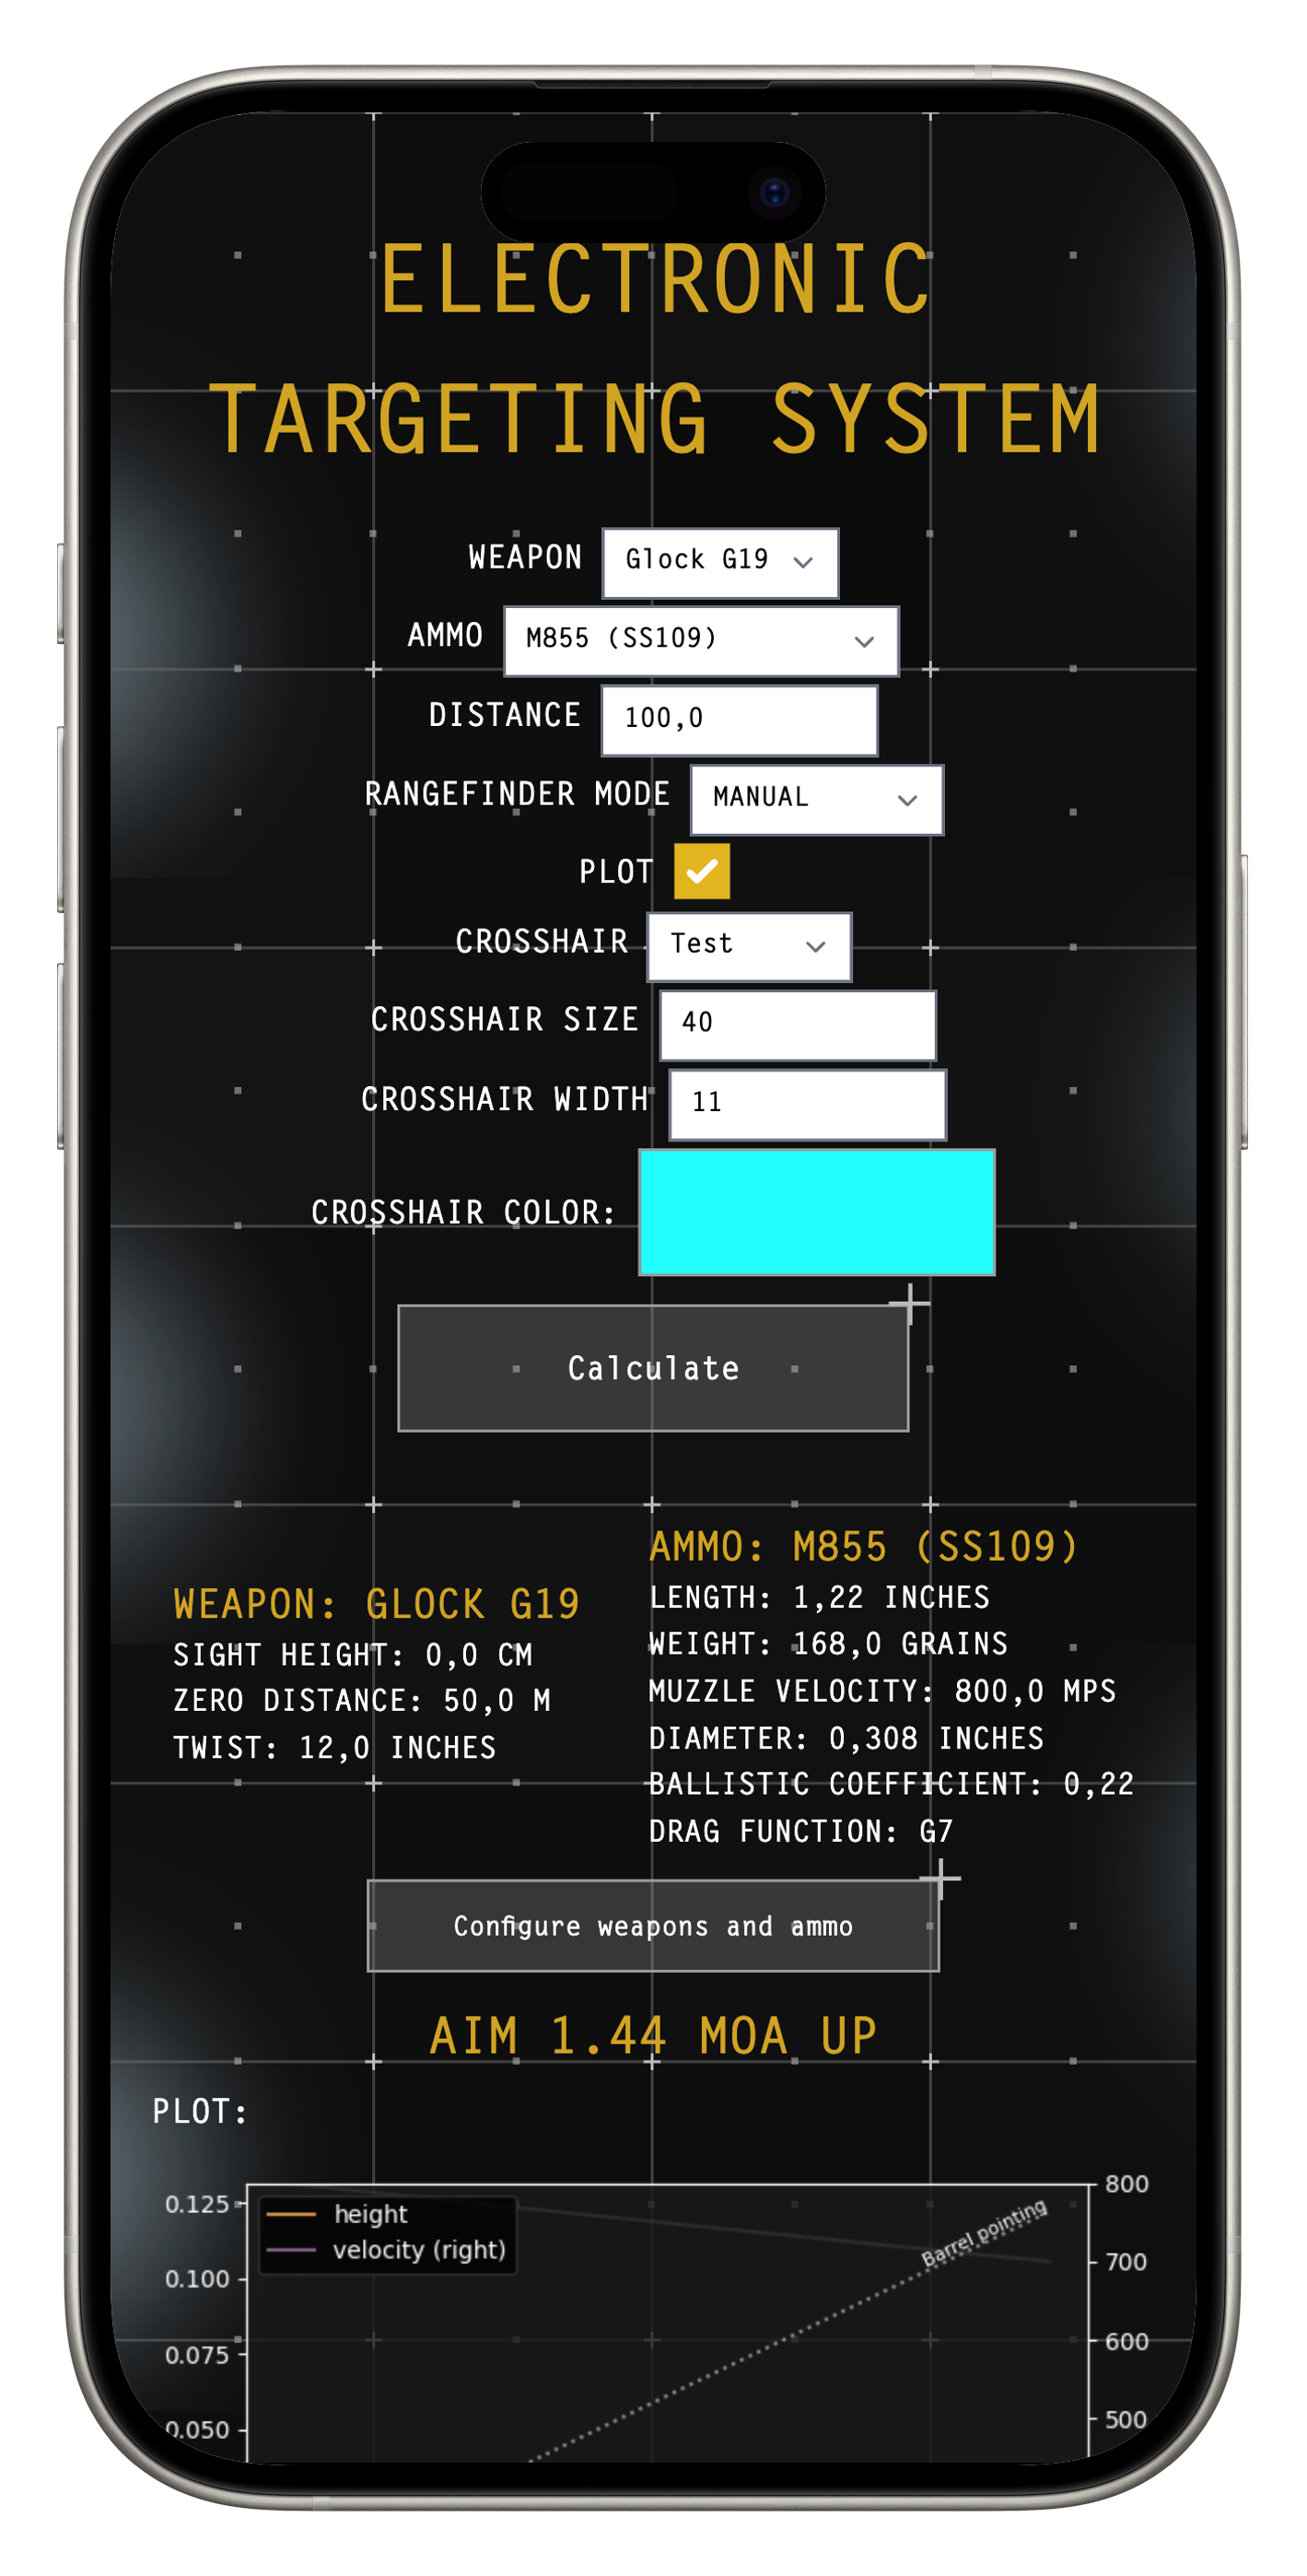 ELECTRONIC
TARGETING SYSTEM
WEAPON Glock G19
AMMO M855 (SS109)
DISTANCE 100,0
RANGEFINDER MODE MANUAL
PLOT
CROSSHAIR Test
CROSSHAIR SIZE 40
CROSSHAIR WIDTH 11
CROSSHAIR COLOR:
Calculate
WEAPON: GLOCK G19
SIGHT HEIGHT: 0,0 CM
ZERO DISTANCE: 50,0 M
TWIST: 12,0 INCHES
AMMO: M855 (SS109)
LENGTH: 1,22 INCHES
WEIGHT: 168,0 GRAINS
MUZZLE VELOCITY: 800,0 MPS
DIAMETER: 0,308 INCHES
BALLISTIC COEFFICIENT: 0,22
DRAG FUNCTION: G7
Configure weapons and ammo
AIM 1.44 MOA UP
PLOT:
height
velocity (right)
Barrel pointing
0.125
0.100
0.075
0.050
800
700
600
500